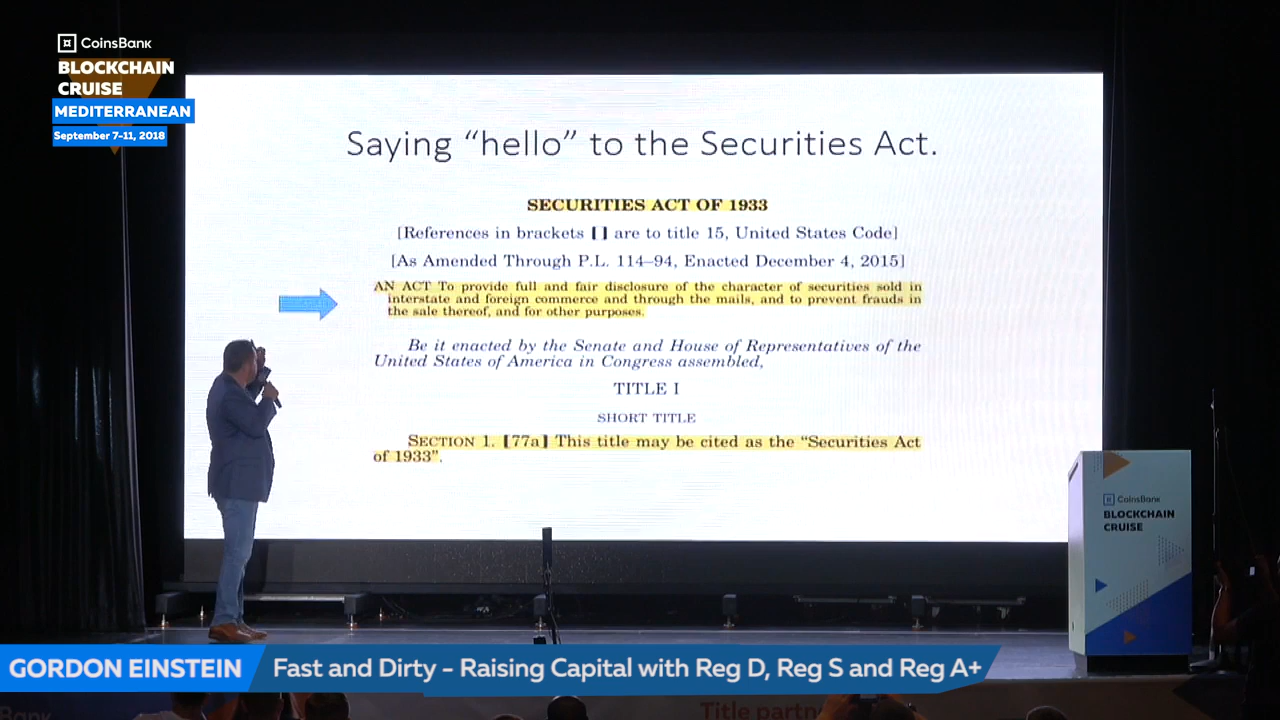 CoinsBank
BLOCKCHAIN
CRUISE
MEDITERRANEAN
September 7-11, 2018
Saying “hello” to the Securities Act.
SECURITIES ACT OF 1933
[References in brackets [ ] are to title 15, United States Code]
[As Amended Through P.L. 114–94, Enacted December 4, 2015]
AN ACT To provide full and fair disclosure of the character of securities sold in
interstate and foreign commerce and through the mails, and to prevent frauds in
the sale thereof, and for other purposes.
Be it enacted by the Senate and House of Representatives of the
United States of America in Congress assembled,
TITLE I
SHORT TITLE
SECTION 1. [77a] This title may be cited as the “Securities Act
of 1933”.
CoinsBank
BLOCKCHAIN
CRUISE
GORDON EINSTEIN
Fast and Dirty - Raising Capital with Reg D, Reg S and Reg A+
Title